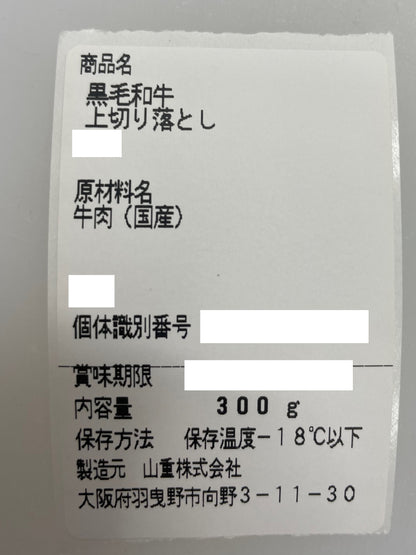 商品名
黒毛和牛
上切り落とし
原材料名
牛肉（国産）
個体識別番号
賞味期限
内容量 300g
保存方法 保存温度－18℃以下
製造元 山重株式会社
大阪府羽曳野市向野3－11－30